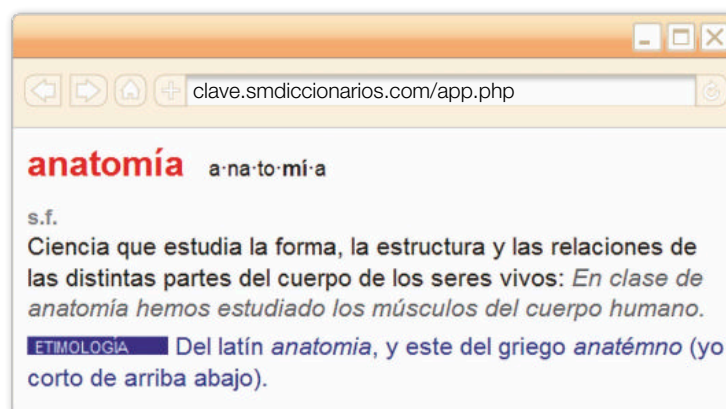 clave.smdiccionarios.com/app.php
anatomía a·na·to·mí·a
s.f.
Ciencia que estudia la forma, la estructura y las relaciones de
las distintas partes del cuerpo de los seres vivos: En clase de
anatomía hemos estudiado los músculos del cuerpo humano.
ETIMOLOGÍA Del latín anatomia, y este del griego anatémno (yo
corto de arriba abajo).